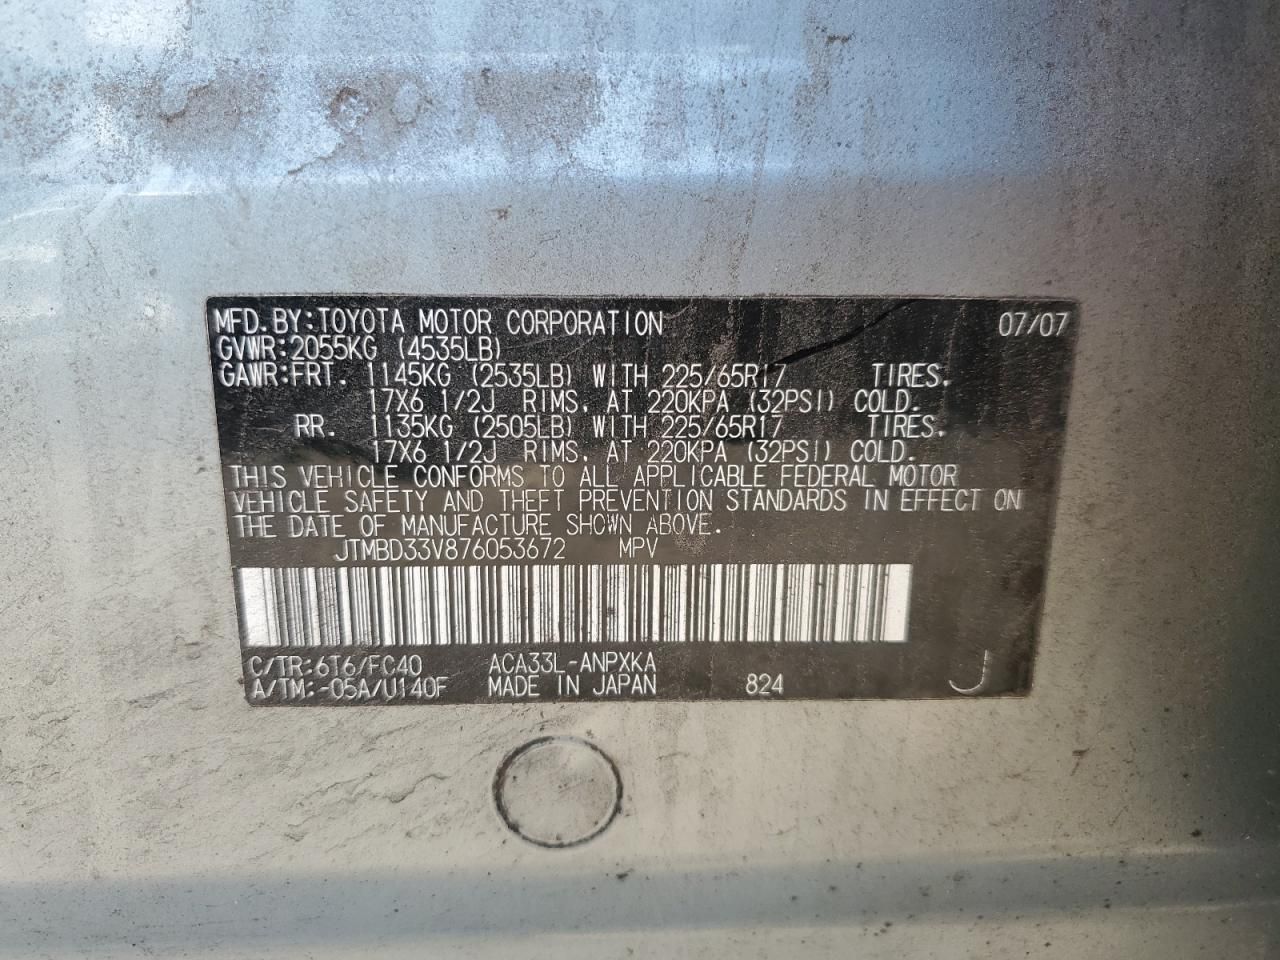 MFD.BY:TOYOTA MOTOR CORPORATION 07/07
GVWR:2055KG (4535LB)
GAWR:FRT. 1145KG (2535LB) WITH 225/65R17 TIRES.
17X6 1/2J RIMS, AT 220KPA (32PSI) COLD.
RR. 1135KG (2505LB) WITH 225/65R17 TIRES,
17X6 1/2J RIMS, AT 220KPA (32PSI) COLD.
THIS VEHICLE CONFORMS TO ALL APPLICABLE FEDERAL MOTOR
VEHICLE SAFETY AND THEFT PREVENTION STANDARDS IN EFFECT ON
THE DATE OF MANUFACTURE SHOWN ABOVE.
JTMBD33V876053672 MPV
C/TR:6T6/FC40 ACA33L-ANPXKA
A/TM:-05A/U140F MADE IN JAPAN 824 J